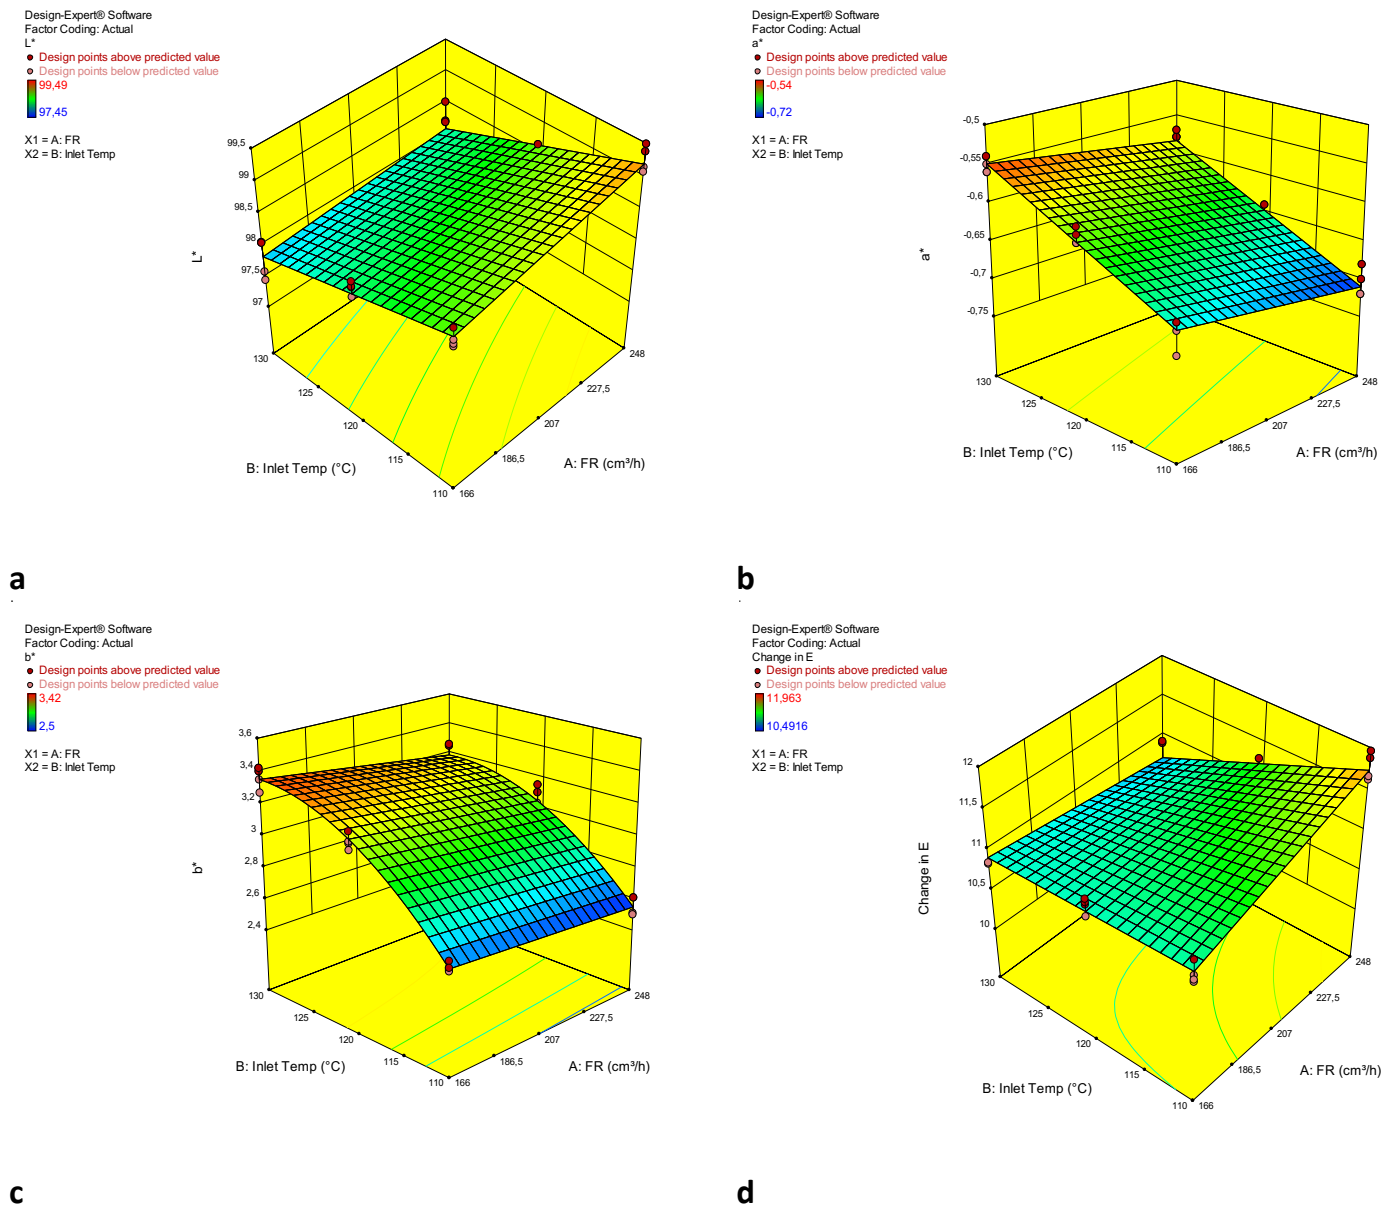 Design-Expert® Software
Factor Coding: Actual
L*
Design points above predicted value
Design points below predicted value
99,49
97,45
X1 = A: FR
X2 = B: Inlet Temp
99,5
99
98,5
98
97,5
97
L*
130
125
120
115
110
166
186,5
207
227,5
248
B: Inlet Temp (°C)
A: FR (cm³/h)
a
Design-Expert® Software
Factor Coding: Actual
a*
Design points above predicted value
Design points below predicted value
-0,54
-0,72
X1 = A: FR
X2 = B: Inlet Temp
-0,5
-0,55
-0,6
-0,65
-0,7
-0,75
a*
130
125
120
115
110
166
186,5
207
227,5
248
B: Inlet Temp (°C)
A: FR (cm³/h)
b
Design-Expert® Software
Factor Coding: Actual
b*
Design points above predicted value
Design points below predicted value
3,42
2,5
X1 = A: FR
X2 = B: Inlet Temp
3,6
3,4
3,2
3
2,8
2,6
2,4
b*
130
125
120
115
110
166
186,5
207
227,5
248
B: Inlet Temp (°C)
A: FR (cm³/h)
c
Design-Expert® Software
Factor Coding: Actual
Change in E
Design points above predicted value
Design points below predicted value
11,963
10,4916
X1 = A: FR
X2 = B: Inlet Temp
12
11,5
11
10,5
10
Change in E
130
125
120
115
110
166
186,5
207
227,5
248
B: Inlet Temp (°C)
A: FR (cm³/h)
d